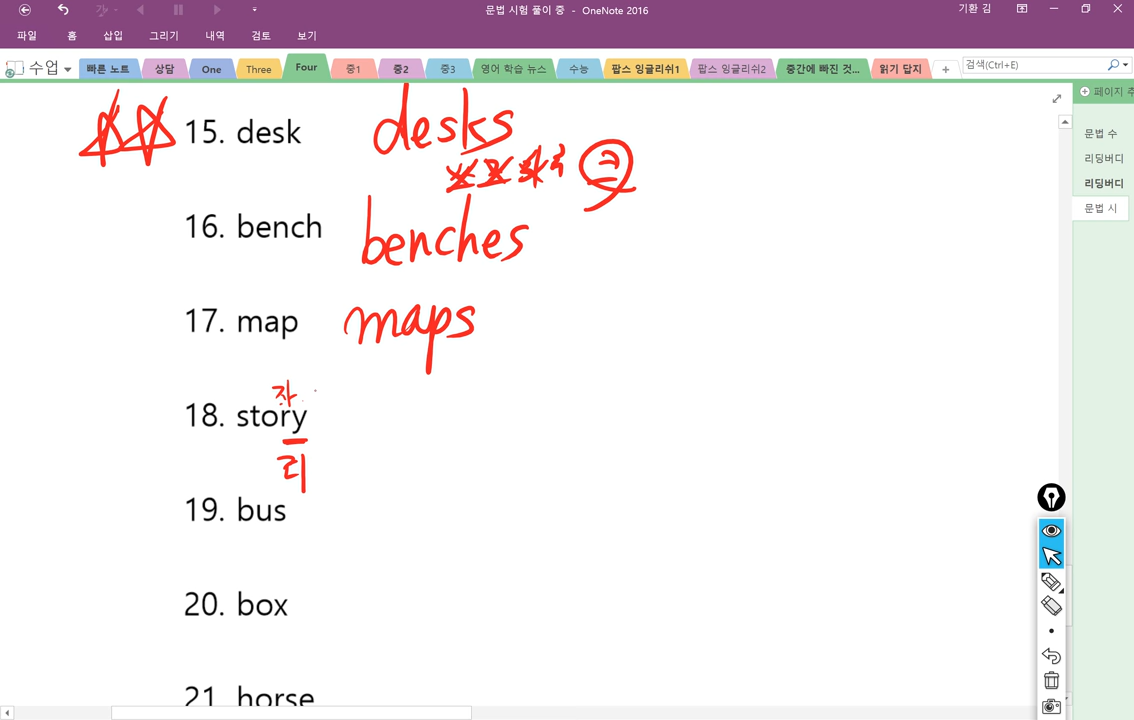 문법 시험 풀이 중 - OneNote 2016
기환 김
파일 홈 삽입 그리기 내역 검토 보기
수업 빠른 노트 상담 One Three Four 중1 중2 중3 영어 학습 뉴스 수능 팝스 잉글리쉬1 팝스 잉글리쉬2 중간에 빠진 것... 읽기 답지 + 검색(Ctrl+E)
페이지 추
문법 수
리딩버디
리딩버디
문법 시
15. desk desks
16. bench benches
17. map maps
자
18. story
리
19. bus
20. box
21. horse